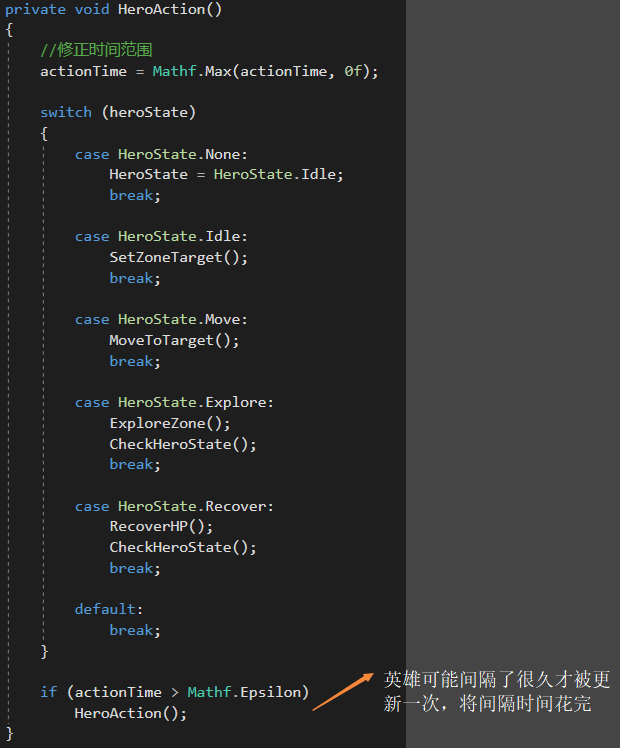 private void HeroAction()
{
//修正时间范围
actionTime = Mathf.Max(actionTime, 0f);
switch (heroState)
{
case HeroState.None:
HeroState = HeroState.Idle;
break;
case HeroState.Idle:
SetZoneTarget();
break;
case HeroState.Move:
MoveToTarget();
break;
case HeroState.Explore:
ExploreZone();
CheckHeroState();
break;
case HeroState.Recover:
RecoverHP();
CheckHeroState();
break;
default:
break;
}
if (actionTime > Mathf.Epsilon)
HeroAction();
}
英雄可能间隔了很久才被更
新一次，将间隔时间花完